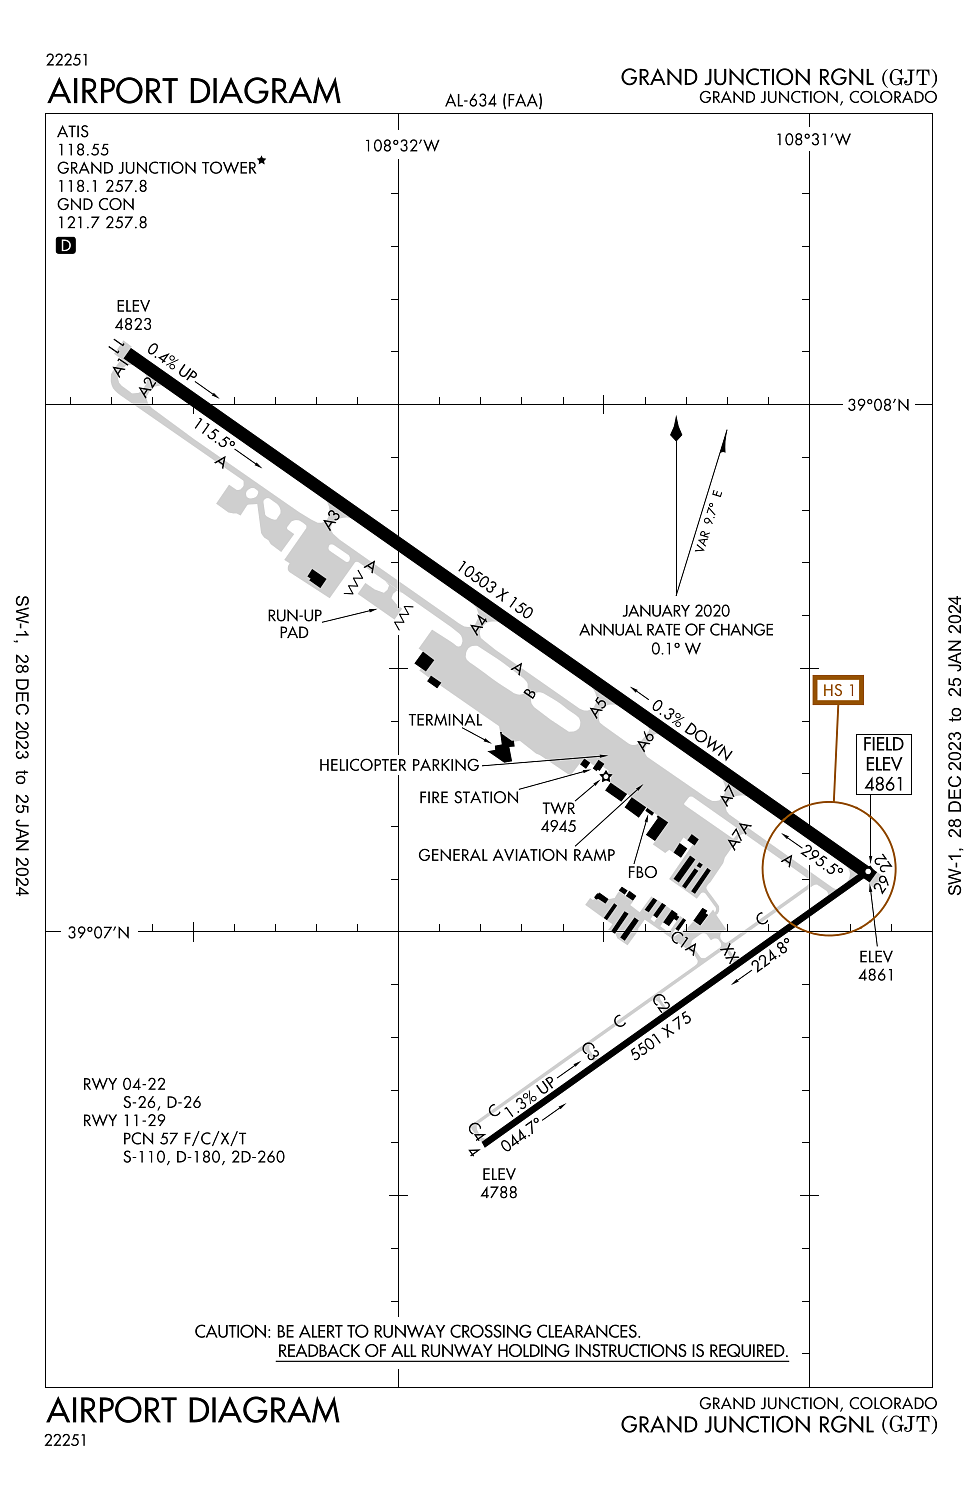 22251
AIRPORT DIAGRAM
AL-634 (FAA)
GRAND JUNCTION RGNL (GJT)
GRAND JUNCTION, COLORADO
ATIS
118.55
GRAND JUNCTION TOWER★
118.1 257.8
GND CON
121.7 257.8
D
108°32'W
108°31'W
ELEV
4823
11
A1
A2
0.4% UP
115.5°
A
39°08'N
VAR 9.7° E
JANUARY 2020
ANNUAL RATE OF CHANGE
0.1° W
A3
A
10503 X 150
RUN-UP
PAD
A4
A
B
A5
A6
0.3% DOWN
HS 1
FIELD
ELEV
4861
TERMINAL
HELICOPTER PARKING
FIRE STATION
TWR
4945
GENERAL AVIATION RAMP
FBO
A7
A7A
A
295.5°
29
22
ELEV
4861
39°07'N
C
C1A
XX
224.8°
C2
C
5501 X 75
C3
1.3% UP
C
C4
044.7°
4
ELEV
4788
RWY 04-22
S-26, D-26
RWY 11-29
PCN 57 F/C/X/T
S-110, D-180, 2D-260
CAUTION: BE ALERT TO RUNWAY CROSSING CLEARANCES.
READBACK OF ALL RUNWAY HOLDING INSTRUCTIONS IS REQUIRED.
SW-1, 28 DEC 2023 to 25 JAN 2024
SW-1, 28 DEC 2023 to 25 JAN 2024
AIRPORT DIAGRAM
22251
GRAND JUNCTION, COLORADO
GRAND JUNCTION RGNL (GJT)